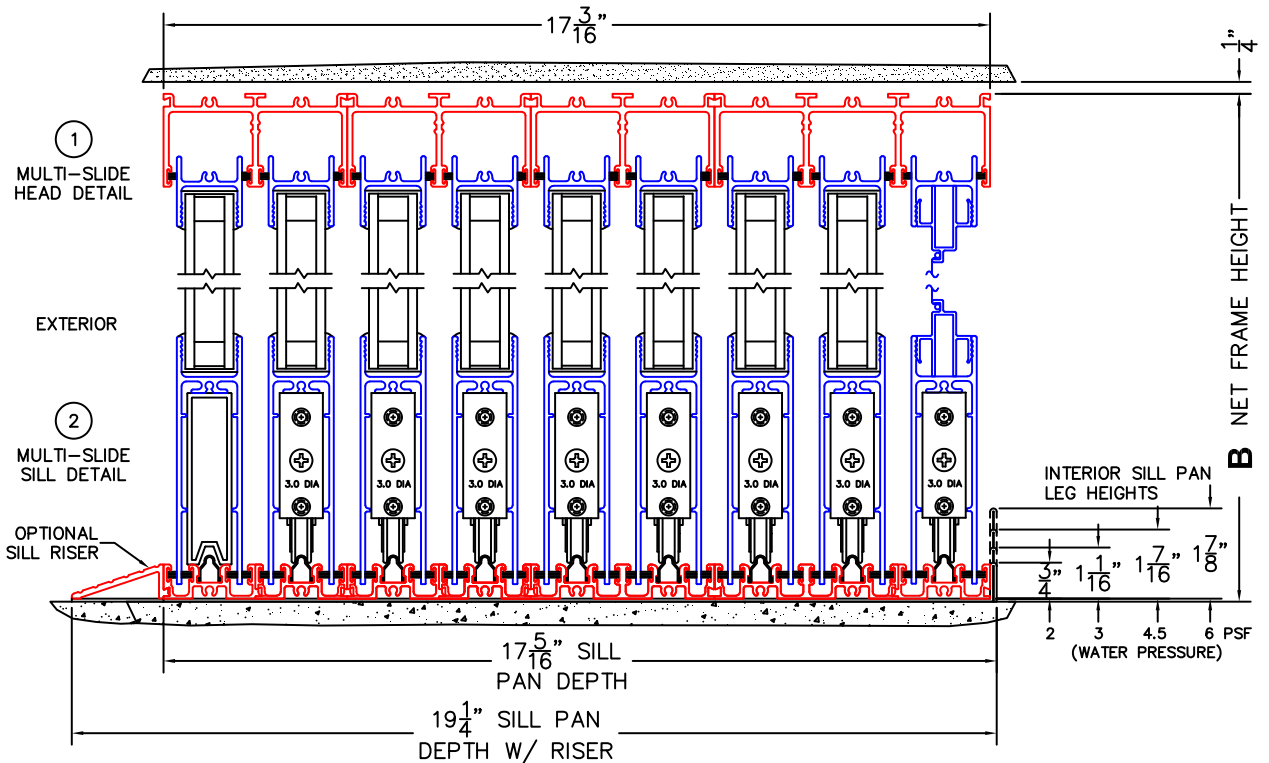 17 3/16"
1/4"
1
MULTI-SLIDE
HEAD DETAIL
EXTERIOR
B NET FRAME HEIGHT
2
MULTI-SLIDE
SILL DETAIL
3.0 DIA 3.0 DIA 3.0 DIA 3.0 DIA 3.0 DIA 3.0 DIA 3.0 DIA 3.0 DIA
INTERIOR SILL PAN
LEG HEIGHTS
OPTIONAL
SILL RISER
3/4" 1 1/16" 1 7/16" 1 7/8"
2 3 4.5 6 PSF
(WATER PRESSURE)
17 5/16" SILL
PAN DEPTH
19 1/4" SILL PAN
DEPTH W/ RISER